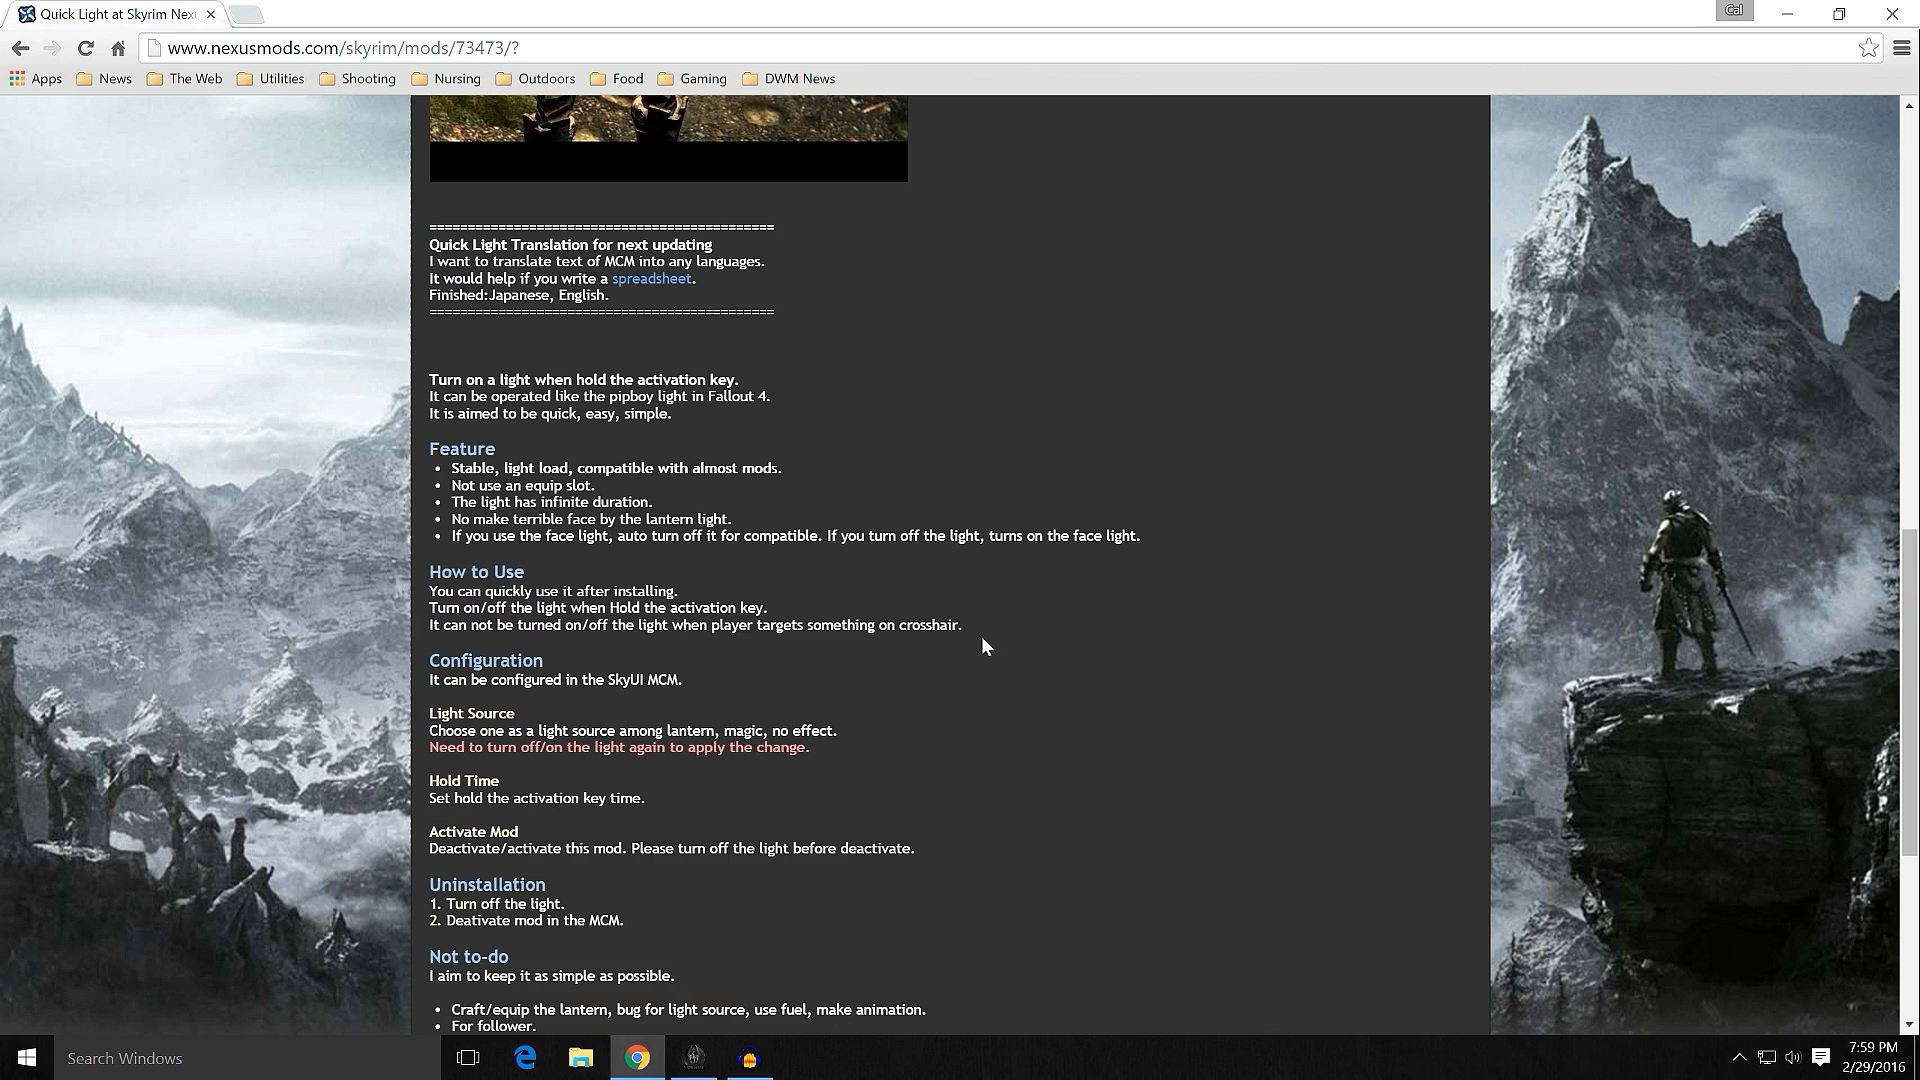 Quick Light at Skyrim Nex
Cal
www.nexusmods.com/skyrim/mods/73473/?
Apps News The Web Utilities Shooting Nursing Outdoors Food Gaming DWM News
=============================================
Quick Light Translation for next updating
I want to translate text of MCM into any languages.
It would help if you write a spreadsheet.
Finished:Japanese, English.
=============================================
Turn on a light when hold the activation key.
It can be operated like the pipboy light in Fallout 4.
It is aimed to be quick, easy, simple.
Feature
• Stable, light load, compatible with almost mods.
• Not use an equip slot.
• The light has infinite duration.
• No make terrible face by the lantern light.
• If you use the face light, auto turn off it for compatible. If you turn off the light, turns on the face light.
How to Use
You can quickly use it after installing.
Turn on/off the light when Hold the activation key.
It can not be turned on/off the light when player targets something on crosshair.
Configuration
It can be configured in the SkyUI MCM.
Light Source
Choose one as a light source among lantern, magic, no effect.
Need to turn off/on the light again to apply the change.
Hold Time
Set hold the activation key time.
Activate Mod
Deactivate/activate this mod. Please turn off the light before deactivate.
Uninstallation
1. Turn off the light.
2. Deativate mod in the MCM.
Not to-do
I aim to keep it as simple as possible.
• Craft/equip the lantern, bug for light source, use fuel, make animation.
• For follower.
Search Windows
7:59 PM
2/29/2016